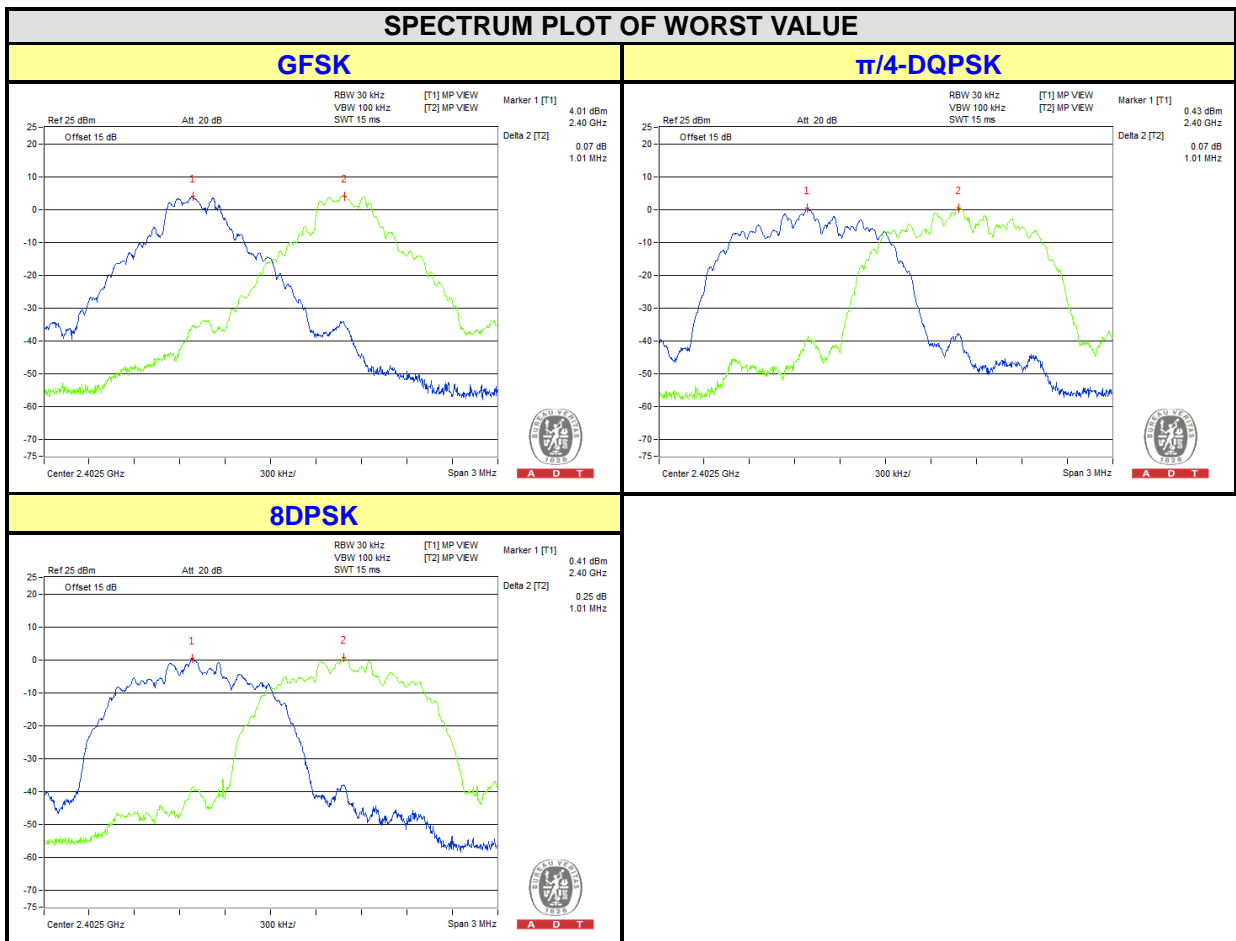 SPECTRUM PLOT OF WORST VALUE
GFSK
π/4-DQPSK
RBW 30 kHz [T1] MP VIEW
VBW 100 kHz [T2] MP VIEW
SWT 15 ms
Marker 1 [T1]
4.01 dBm
2.40 GHz
Delta 2 [T2]
0.07 dB
1.01 MHz
Ref 25 dBm Att 20 dB
Offset 15 dB
25
20
10
0
-10
-20
-30
-40
-50
-60
-70
-75
1
2
Center 2.4025 GHz 300 kHz/ Span 3 MHz
BUREAU VERITAS
1828
A D T
RBW 30 kHz [T1] MP VIEW
VBW 100 kHz [T2] MP VIEW
SWT 15 ms
Marker 1 [T1]
0.43 dBm
2.40 GHz
Delta 2 [T2]
0.07 dB
1.01 MHz
Ref 25 dBm Att 20 dB
Offset 15 dB
25
20
10
0
-10
-20
-30
-40
-50
-60
-70
-75
1
2
Center 2.4025 GHz 300 kHz/ Span 3 MHz
BUREAU VERITAS
1828
A D T
8DPSK
RBW 30 kHz [T1] MP VIEW
VBW 100 kHz [T2] MP VIEW
SWT 15 ms
Marker 1 [T1]
0.41 dBm
2.40 GHz
Delta 2 [T2]
0.25 dB
1.01 MHz
Ref 25 dBm Att 20 dB
Offset 15 dB
25
20
10
0
-10
-20
-30
-40
-50
-60
-70
-75
1
2
Center 2.4025 GHz 300 kHz/ Span 3 MHz
BUREAU VERITAS
1828
A D T